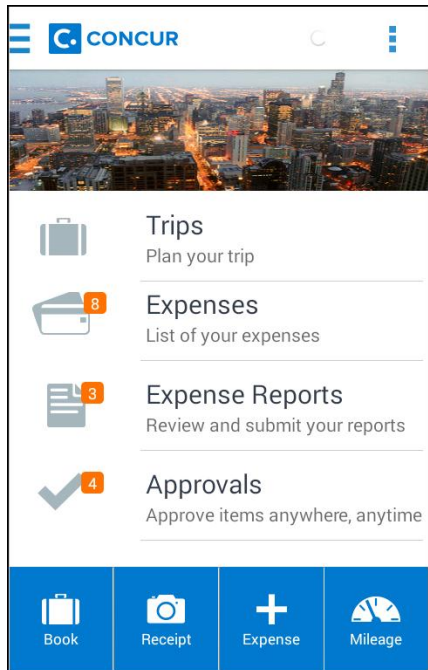 C. CONCUR
Trips
Plan your trip
8
Expenses
List of your expenses
3
Expense Reports
Review and submit your reports
4
Approvals
Approve items anywhere, anytime
Book
Receipt
Expense
Mileage